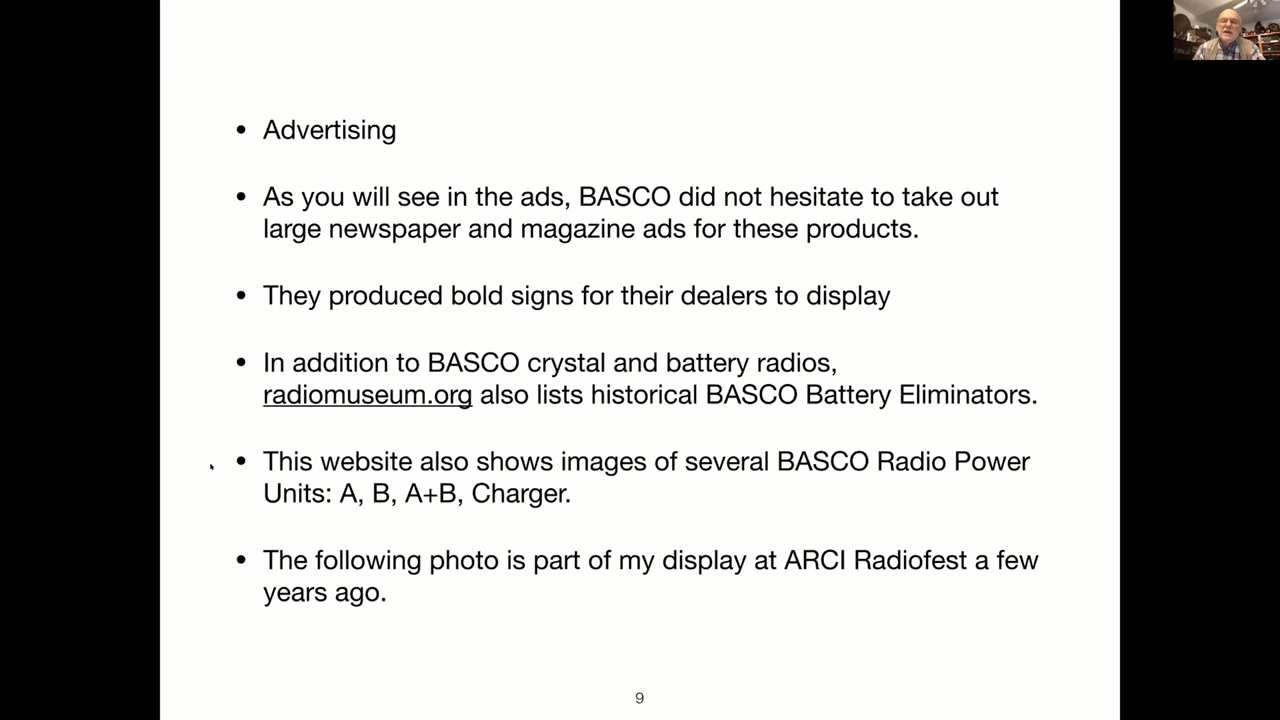 • Advertising
• As you will see in the ads, BASCO did not hesitate to take out
large newspaper and magazine ads for these products.
• They produced bold signs for their dealers to display
• In addition to BASCO crystal and battery radios,
radiomuseum.org also lists historical BASCO Battery Eliminators.
• This website also shows images of several BASCO Radio Power
Units: A, B, A+B, Charger.
• The following photo is part of my display at ARCI Radiofest a few
years ago.
9